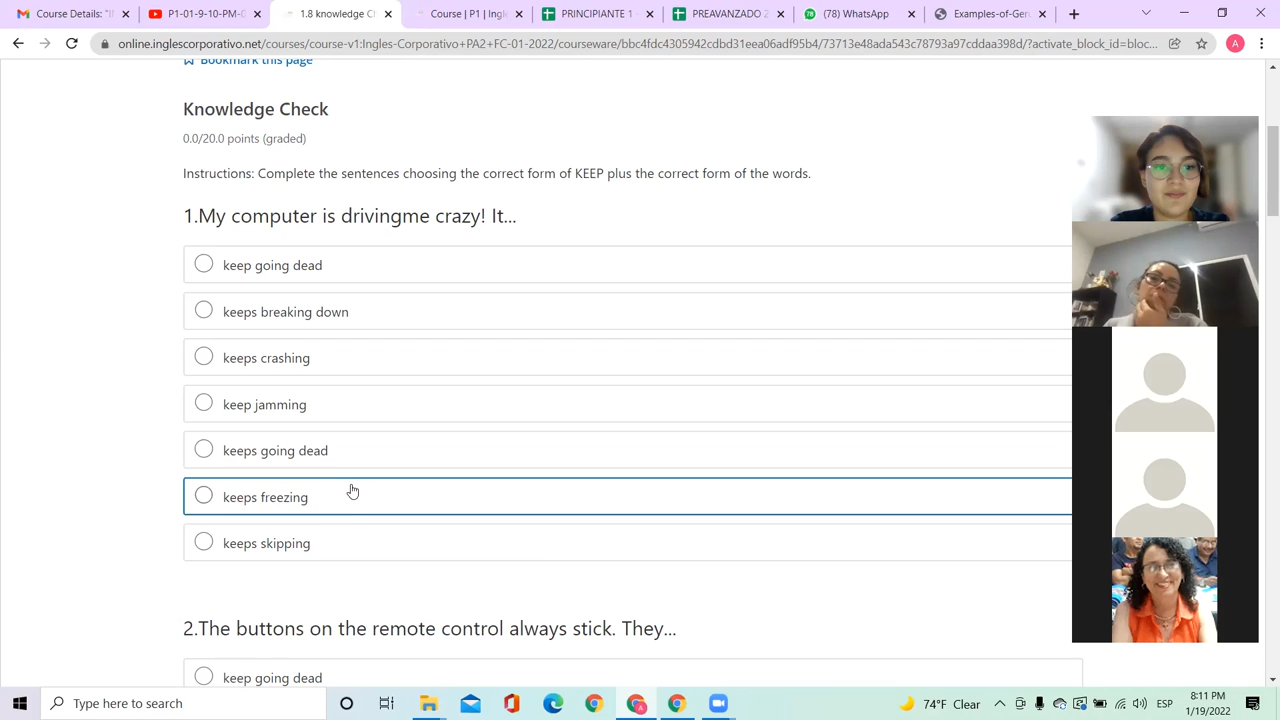 Course Details: "II
P1-01-9-10-PM-
1.8 knowledge Ch
Course | P1 | Ingle
PRINCIPIANTE 1-
PREAVANZADO 2
(78) WhatsApp
Examples-of-Gen
online.inglescorporativo.net/courses/course-v1:Ingles-Corporativo+PA2+FC-01-2022/courseware/bbc4fdc4305942cdbd31eea06adf95b4/73713e48ada543c78793a97cddaa398d/?activate_block_id=bloc...
A
Bookmark this page
Knowledge Check
0.0/20.0 points (graded)
Instructions: Complete the sentences choosing the correct form of KEEP plus the correct form of the words.
1.My computer is drivingme crazy! It...
keep going dead
keeps breaking down
keeps crashing
keep jamming
keeps going dead
keeps freezing
keeps skipping
2.The buttons on the remote control always stick. They...
keep going dead
Type here to search
74°F Clear
ESP
8:11 PM
1/19/2022